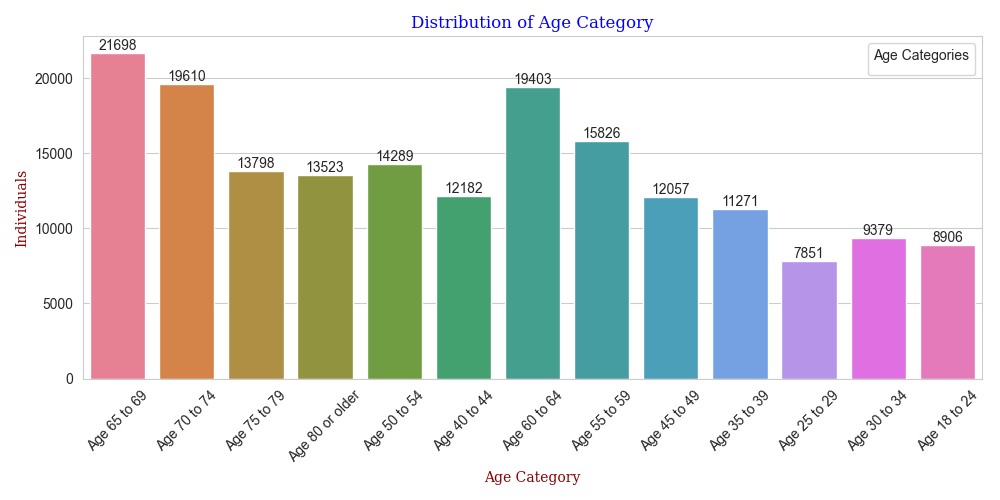 Distribution of Age Category
Age Categories
Individuals
20000
15000
10000
5000
0
21698
19610
13798
13523
14289
12182
19403
15826
12057
11271
7851
9379
8906
Age 65 to 69
Age 70 to 74
Age 75 to 79
Age 80 or older
Age 50 to 54
Age 40 to 44
Age 60 to 64
Age 55 to 59
Age 45 to 49
Age 35 to 39
Age 25 to 29
Age 30 to 34
Age 18 to 24
Age Category